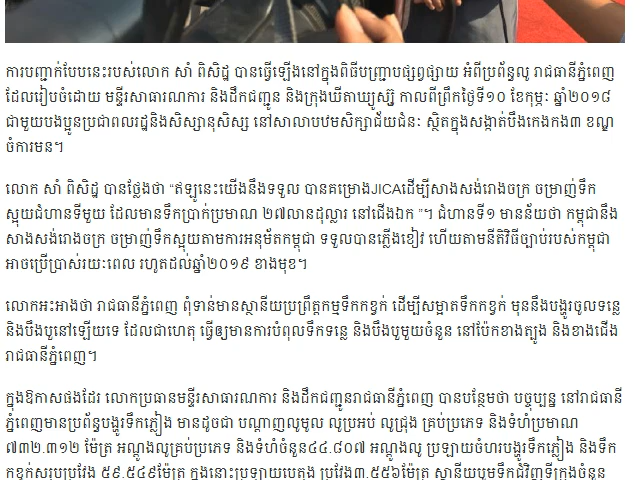 ការបញ្ជាក់បែបនេះរបស់លោក សាំ ពិសិដ្ឋ បានធ្វើឡើងនៅក្នុងពិធីបញ្ជ្រាបផ្សព្វផ្សាយ អំពីប្រព័ន្ធលូ រាជធានីភ្នំពេញ
ដែលរៀបចំដោយ មន្ទីរសាធារណការ និងដឹកជញ្ជូន និងក្រុងឃីតាឃ្យូស៊្ស៊ូ កាលពីព្រឹកថ្ងៃទី១០ ខែកុម្ភៈ ឆ្នាំ២០១៨
ជាមួយបងប្អូនប្រជាពលរដ្ឋនិងសិស្សានុសិស្ស នៅសាលាបឋមសិក្សាជ័យជំនះ ស្ថិតក្នុងសង្កាត់បឹងកេងកង៣ ខណ្ឌ
ចំការមន។
លោក សាំ ពិសិដ្ឋ បានថ្លែងថា “ឥឡូនេះយើងនឹងទទួល បានគម្រោងJICAដើម្បីសាងសង់រោងចក្រ ចម្រាញ់ទឹក
ស្អុយជំហានទីមួយ ដែលមានទឹកប្រាក់ប្រមាណ ២៧លានដុល្លារ នៅជើងឯក ”។ ជំហានទី១ មានន័យថា កម្ពុជានឹង
សាងសង់រោងចក្រ ចម្រាញ់ទឹកស្អុយតាមការអនុម័តកម្ពុជា ទទួលបានភ្លើងខៀវ ហើយតាមនីតិវិធីច្បាប់របស់កម្ពុជា
អាចប្រើប្រាស់រយៈពេល រហូតដល់ឆ្នាំ២០១៩ ខាងមុខ។
លោកអះអាងថា រាជធានីភ្នំពេញ ពុំទាន់មានស្ថានីយប្រព្រឹត្តកម្មទឹកកខ្វក់ ដើម្បីសម្អាតទឹកកខ្វក់ មុននឹងបង្ហូរចូលទន្លេ
និងបឹងបួនៅឡើយទេ ដែលជាហេតុ ធ្វើឲ្យមានការបំពុលទឹកទន្លេ និងបឹងបួមួយចំនួន នៅប៉ែកខាងត្បូង និងខាងជើង
រាជធានីភ្នំពេញ។
ក្នុងឱកាសផងដែរ លោកប្រធានមន្ទីរសាធារណការ និងដឹកជញ្ជូនរាជធានីភ្នំពេញ បានបន្ថែមថា បច្ចុប្បន្ន នៅរាជធានី
ភ្នំពេញមានប្រព័ន្ធបង្ហូរទឹកភ្លៀង មានដូចជា បណ្តាញលូមូល លូប្រអប់ លូជ្រុង គ្រប់ប្រភេទ និងទំហំប្រមាណ
៧៣២.៣១២ ម៉ែត្រ អណ្តូងលូគ្រប់ប្រភេទ និងទំហំចំនួន៤៤.៨០៧ អណ្តូងលូ ប្រឡាយចំហរបង្ហូរទឹកភ្លៀង និងទឹក
កខ្វក់សរុបប្រវែង ៥៩.៥៤៩ម៉ែត្រ ក្នុងនោះប្រឡាយបេតុង ប្រវែង៣.៥៥៦ម៉ែត្រ ស្ថានីយបូមទឹកជំវិញទីក្រុងចំនួន